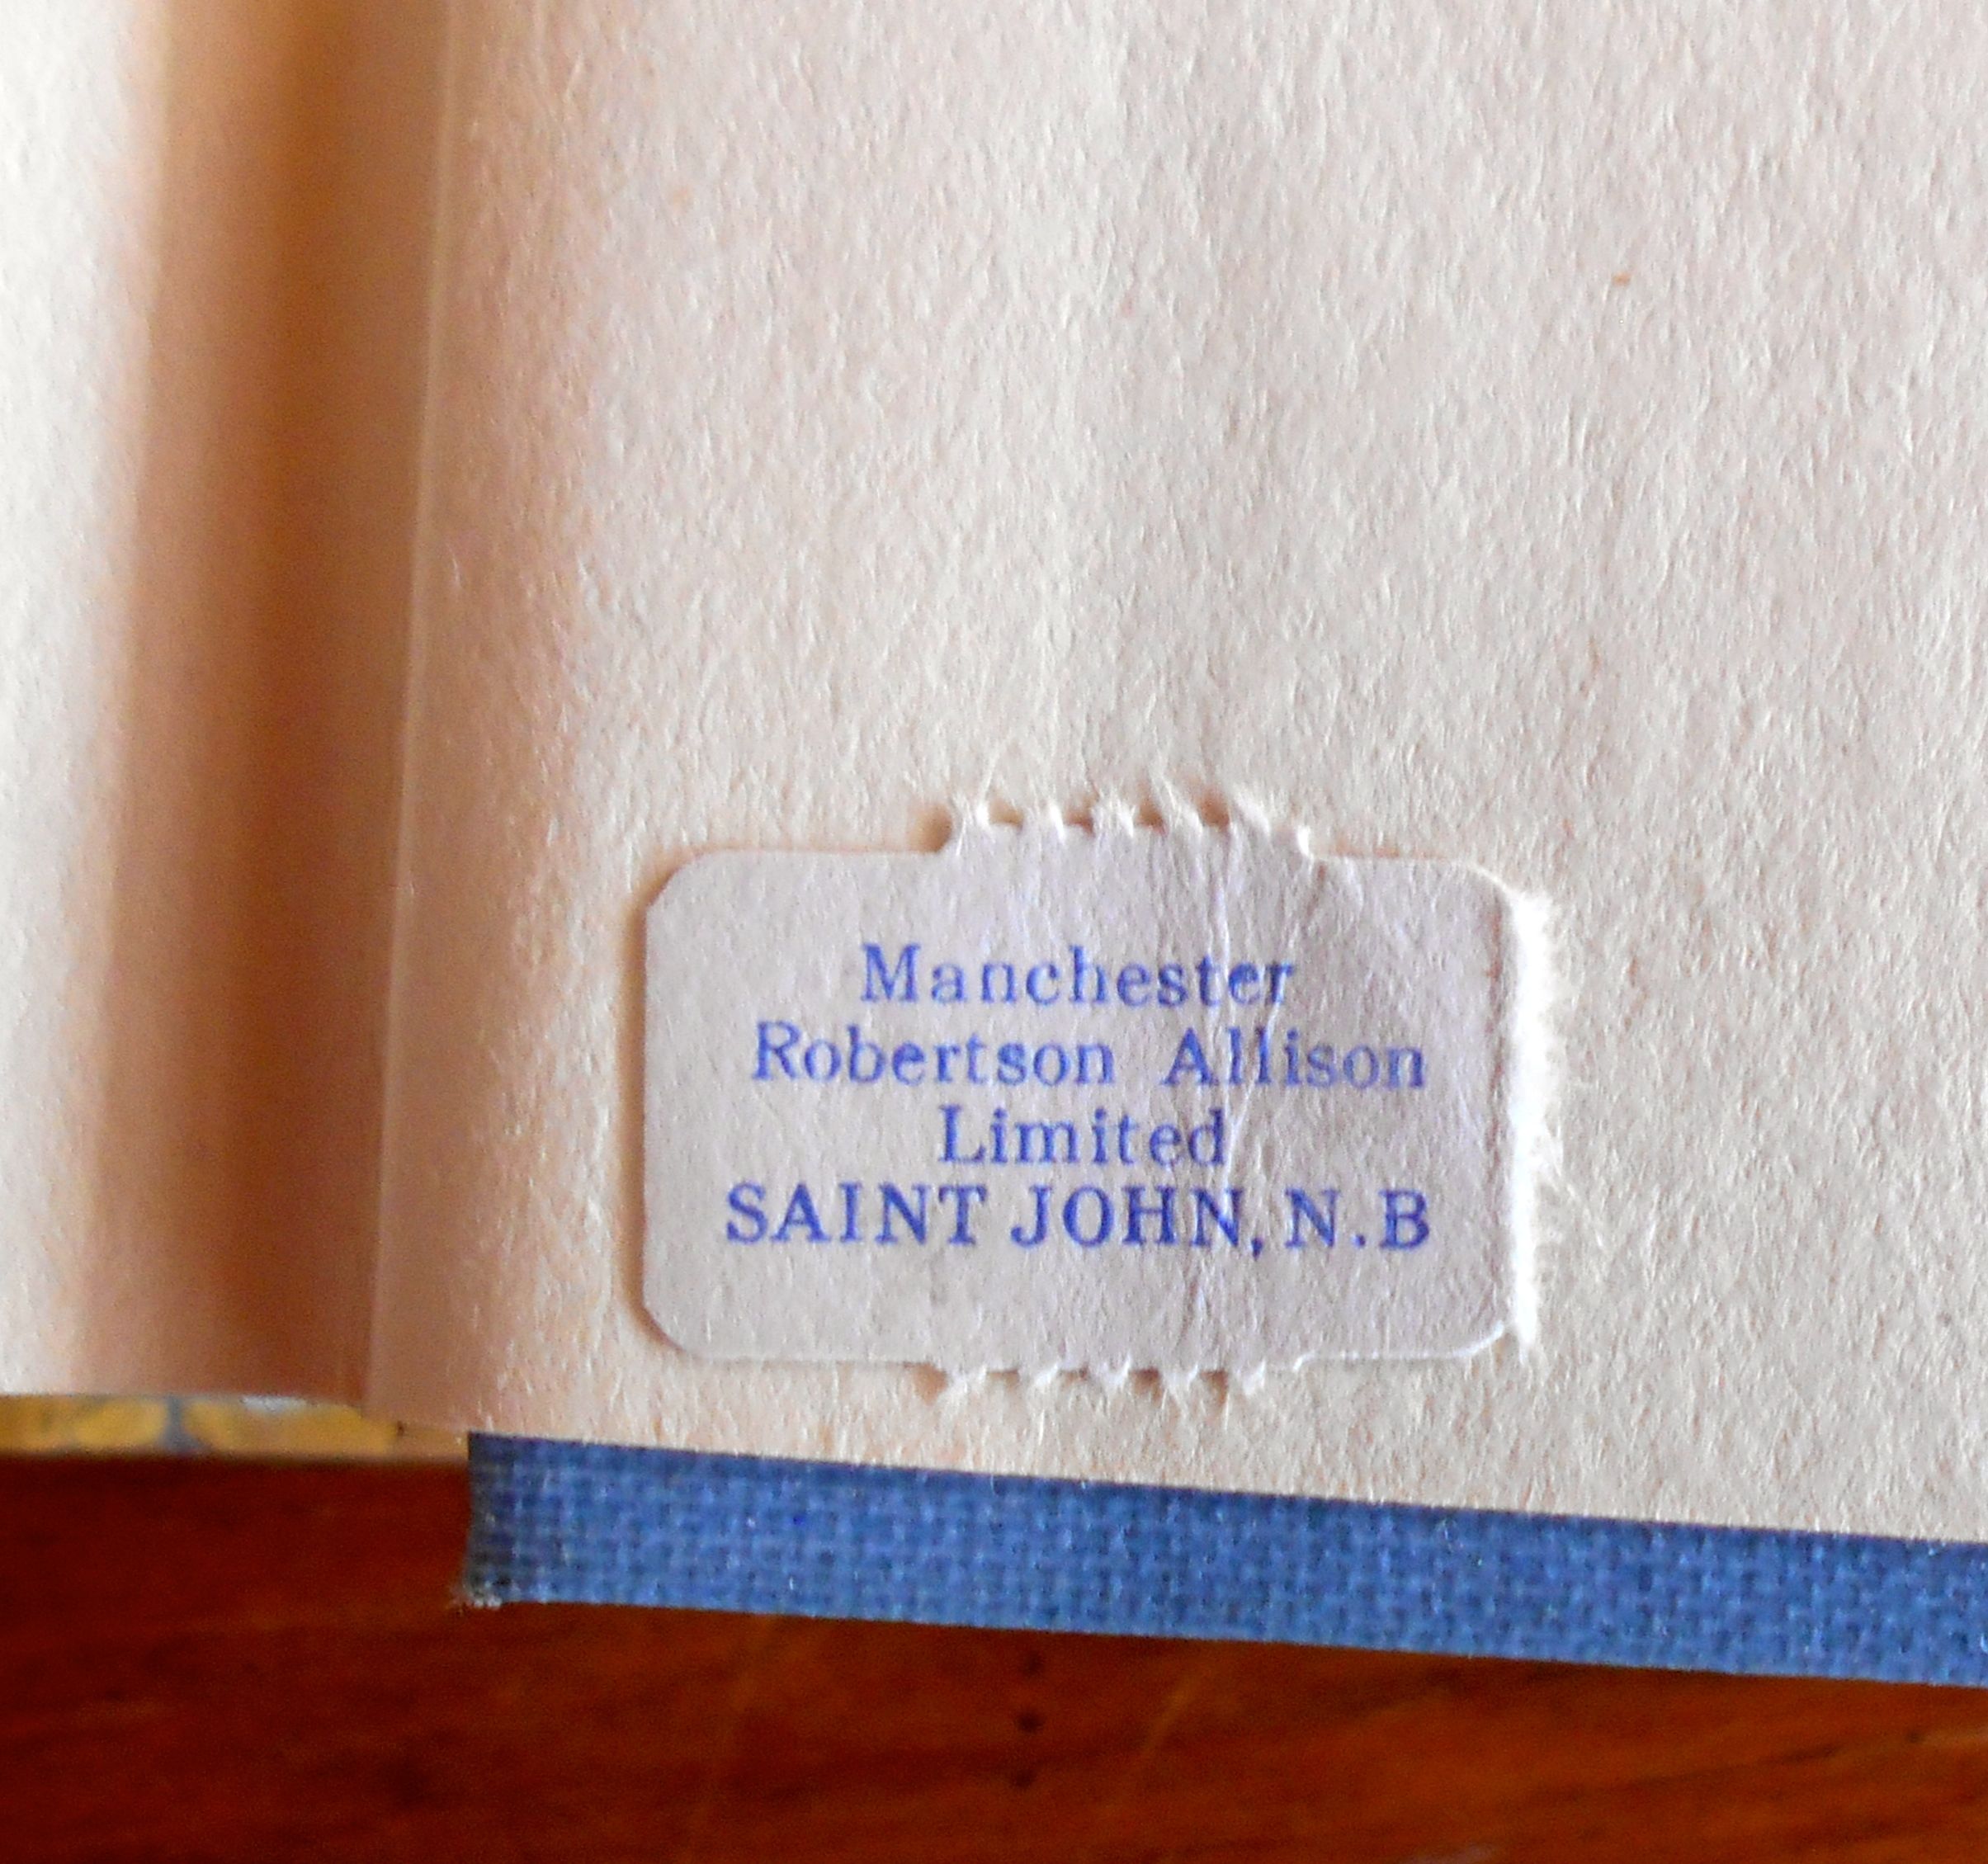 Manchester
Robertson Allison
Limited
SAINT JOHN, N.B